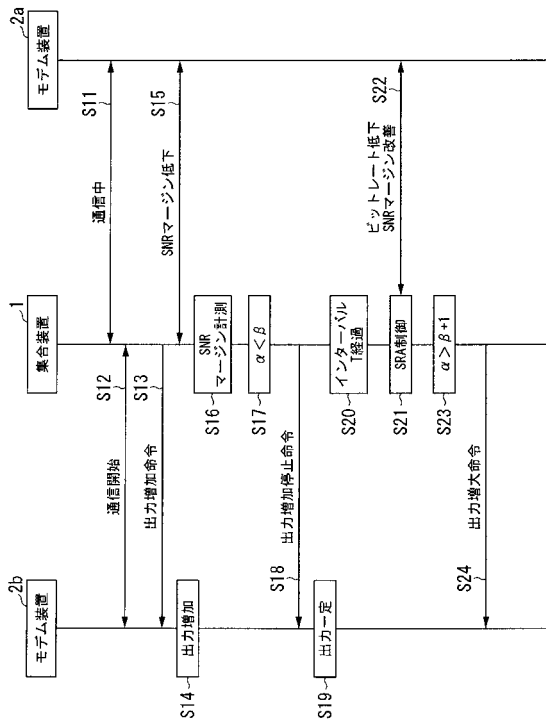 2b
モデム装置
1
集合装置
2a
モデム装置
通信中
S11
通信開始
S12
出力増加命令
S13
出力増加
S14
SNRマージン低下
S15
SNR
マージン計測
S16
α<β
S17
出力増加停止命令
S18
出力一定
S19
インターバル
T経過
S20
SRA制御
S21
ビットレート低下
SNRマージン改善
S22
α>β+1
S23
出力増大命令
S24